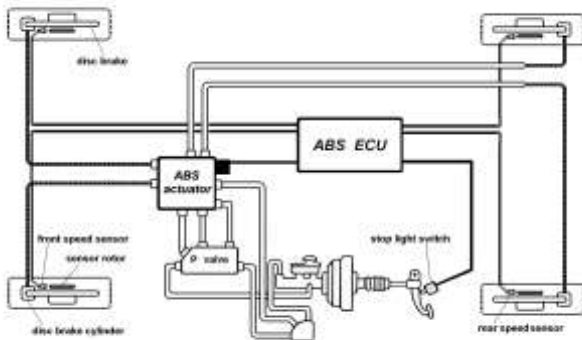 disc brake
ABS ECU
ABS
actuator
front speed sensor
sensor rotor
P valve
stop light switch
disc brake cylinder
rear speed sensor